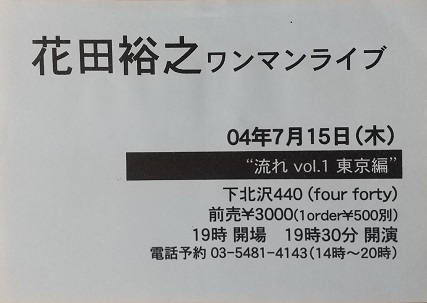 花田裕之ワンマンライブ
04年7月15日(木)
“流れ vol.1 東京編”
下北沢440 (four forty)
前売¥3000(1order¥500別)
19時 開場　19時30分 開演
電話予約 03-5481-4143(14時～20時)